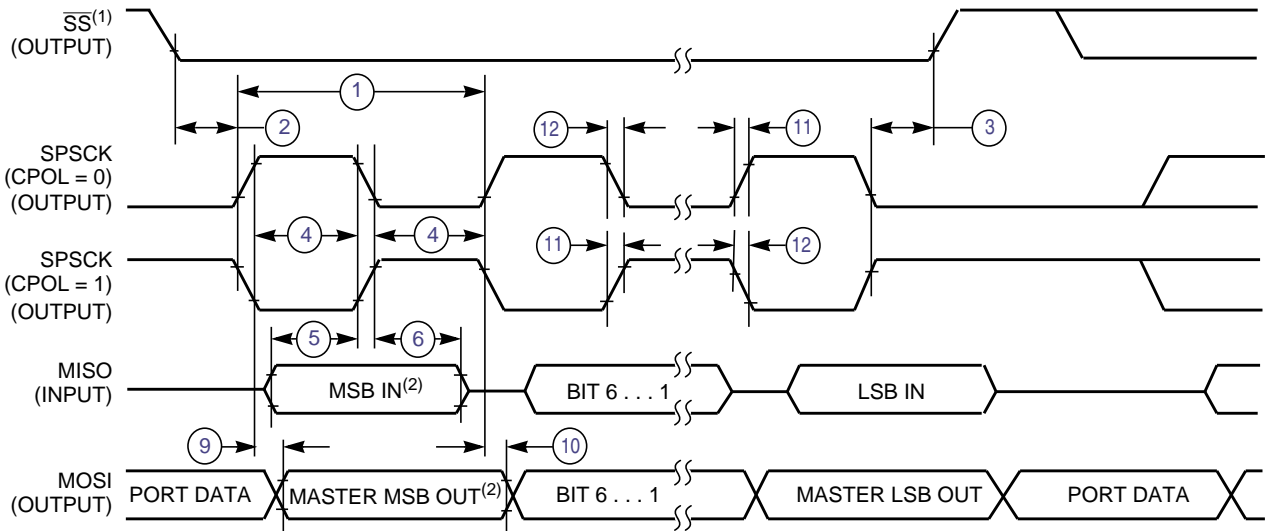 SS(1)
(OUTPUT)
1
2
12
11
3
SPSCK
(CPOL = 0)
(OUTPUT)
4
4
11
12
SPSCK
(CPOL = 1)
(OUTPUT)
5
6
MISO
(INPUT)
MSB IN(2)
BIT 6 . . . 1
LSB IN
9
10
MOSI
(OUTPUT)
PORT DATA
MASTER MSB OUT(2)
BIT 6 . . . 1
MASTER LSB OUT
PORT DATA